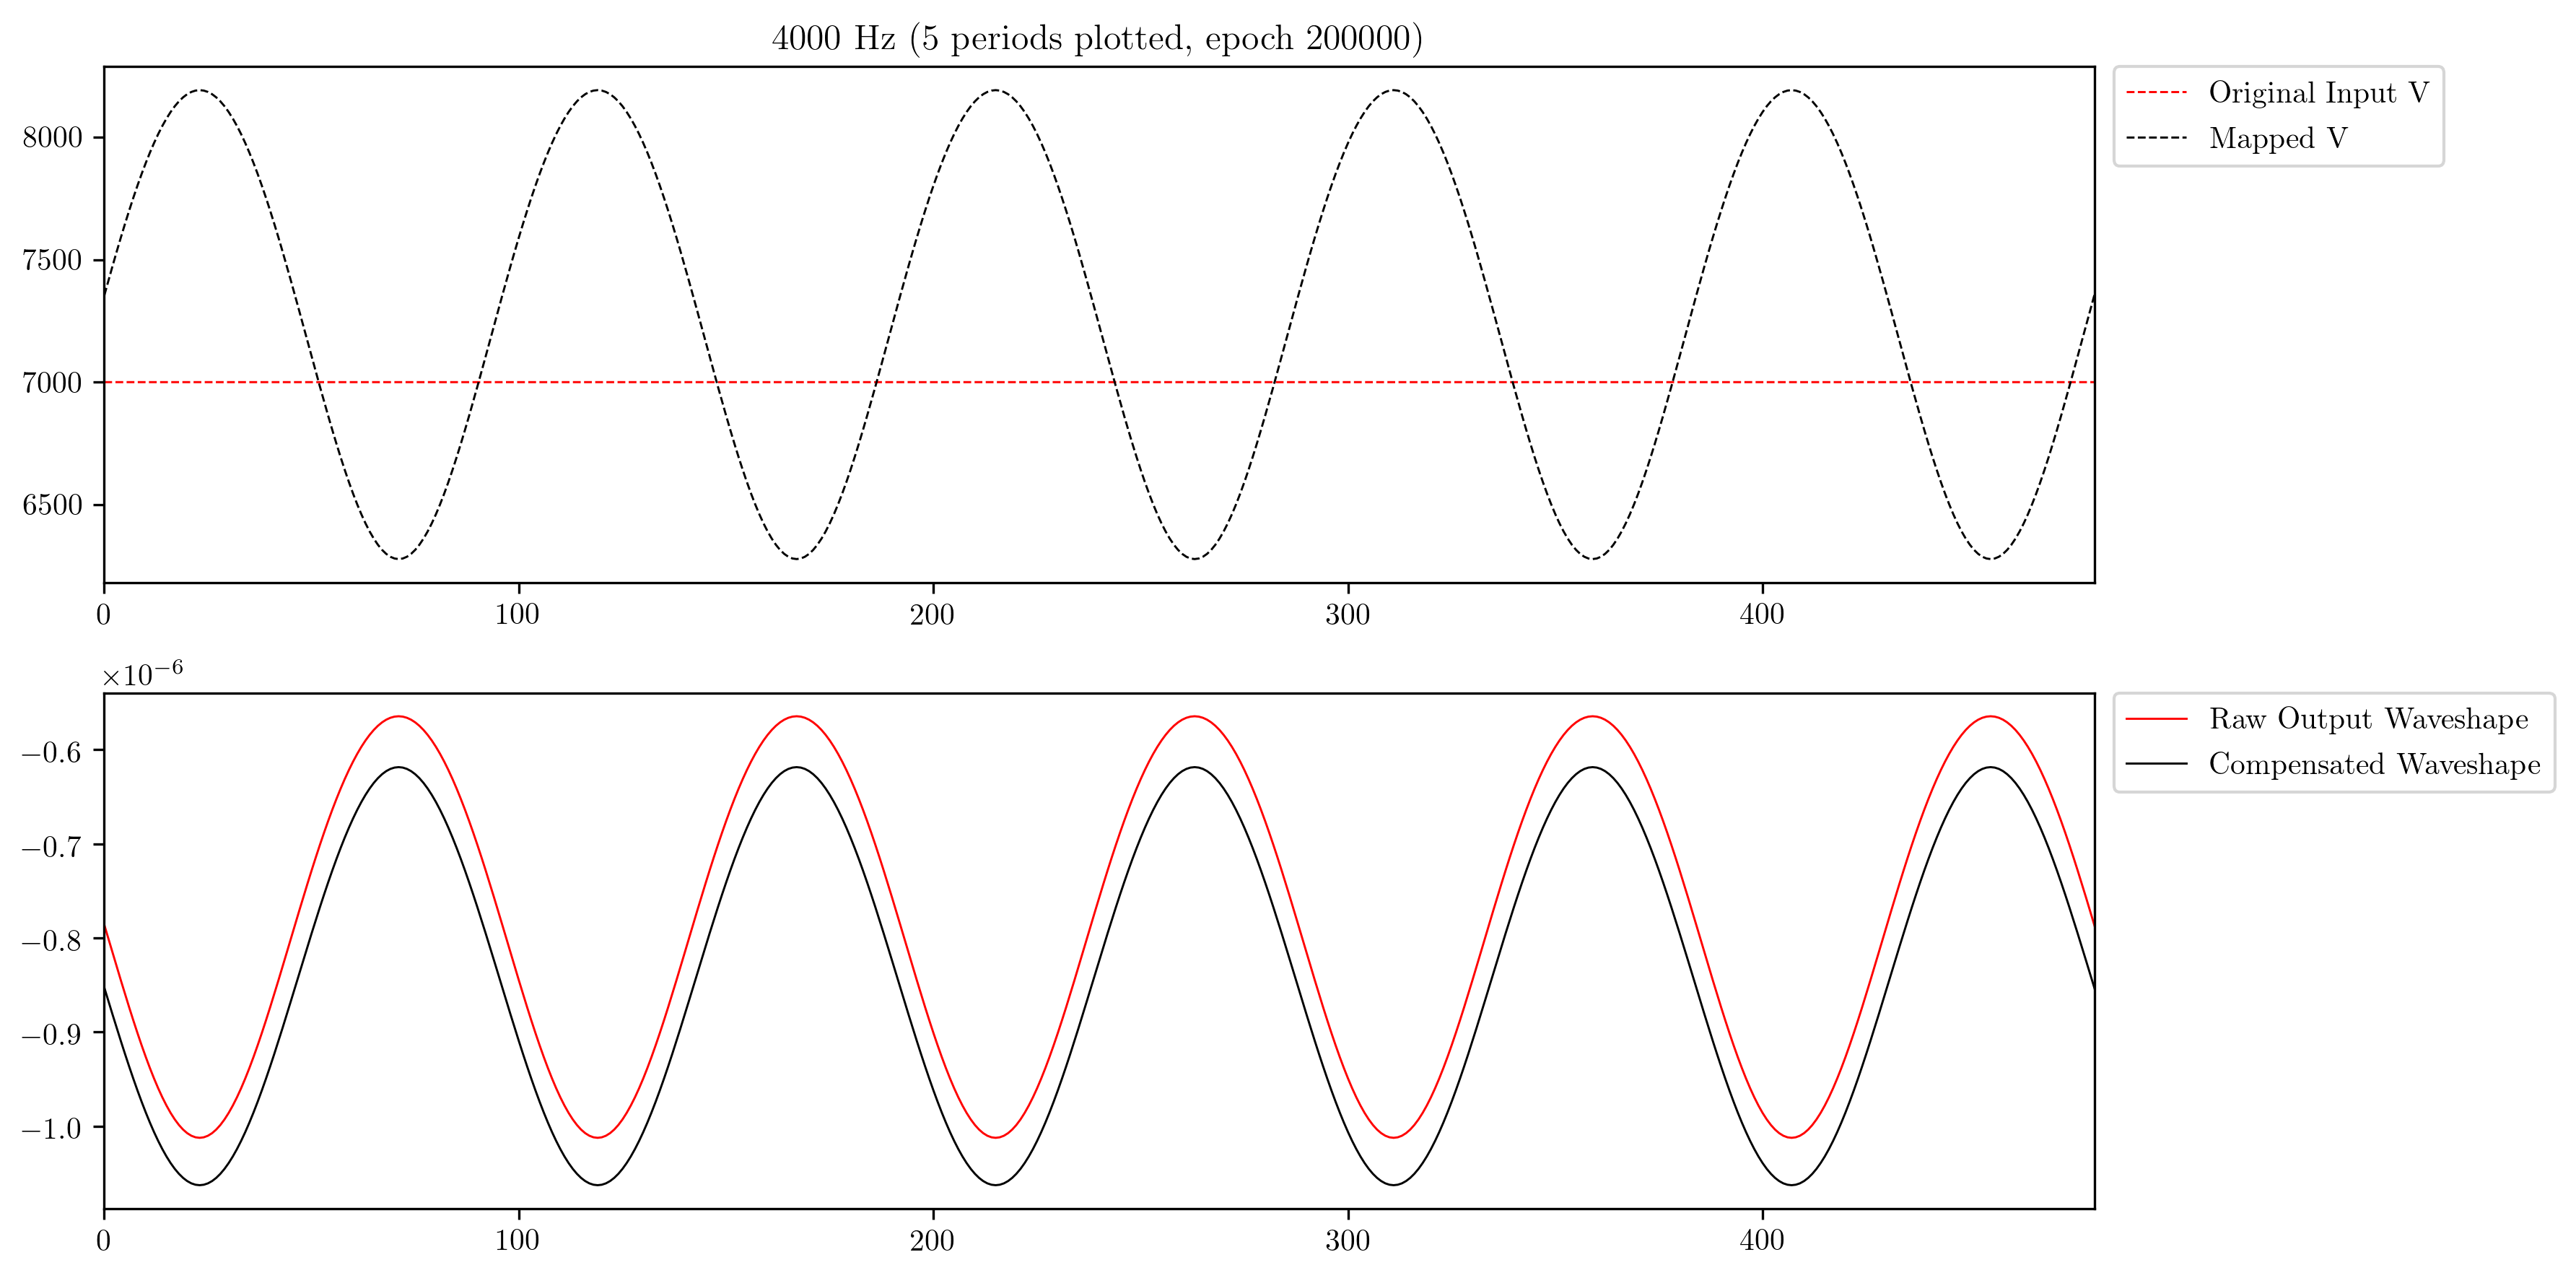 4000 Hz (5 periods plotted, epoch 200000)
Original Input V
Mapped V
8000
7500
7000
6500
0 100 200 300 400
×10⁻⁶
Raw Output Waveshape
Compensated Waveshape
−0.6
−0.7
−0.8
−0.9
−1.0
0 100 200 300 400